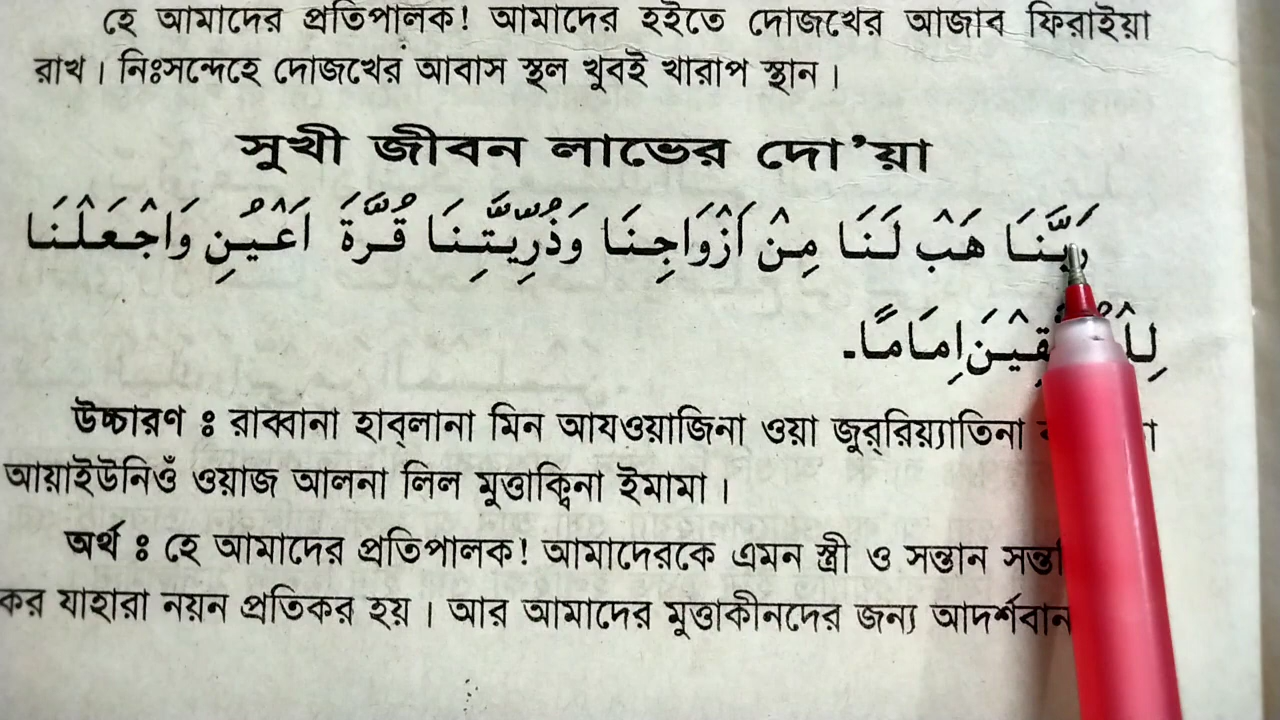 হে আমাদের প্রতিপালক! আমাদের হইতে দোজখের আজাব ফিরাইয়া
রাখ। নিঃসন্দেহে দোজখের আবাস স্থল খুবই খারাপ স্থান।
সুখী জীবন লাভের দো'য়া
رَبَّنَا هَبْ لَنَا مِنْ اَزْوَاجِنَا وَذُرِّيّٰتِنَا قُرَّةَ اَعْيُنٍ وَاجْعَلْنَا
اِمَامًا۔
উচ্চারণ ঃ রাব্বানা হাব্‌লানা মিন আযওয়াজিনা ওয়া জুর্‌রিয়্যাতিনা
আয়াইউনিওঁ ওয়াজ আলনা লিল মুত্তাক্বিনা ইমামা।
অর্থ ঃ হে আমাদের প্রতিপালক! আমাদেরকে এমন স্ত্রী ও সন্তান
কর যাহারা নয়ন প্রতিকর হয়। আর আমাদের মুত্তাকীনদের জন্য আদর্শবান